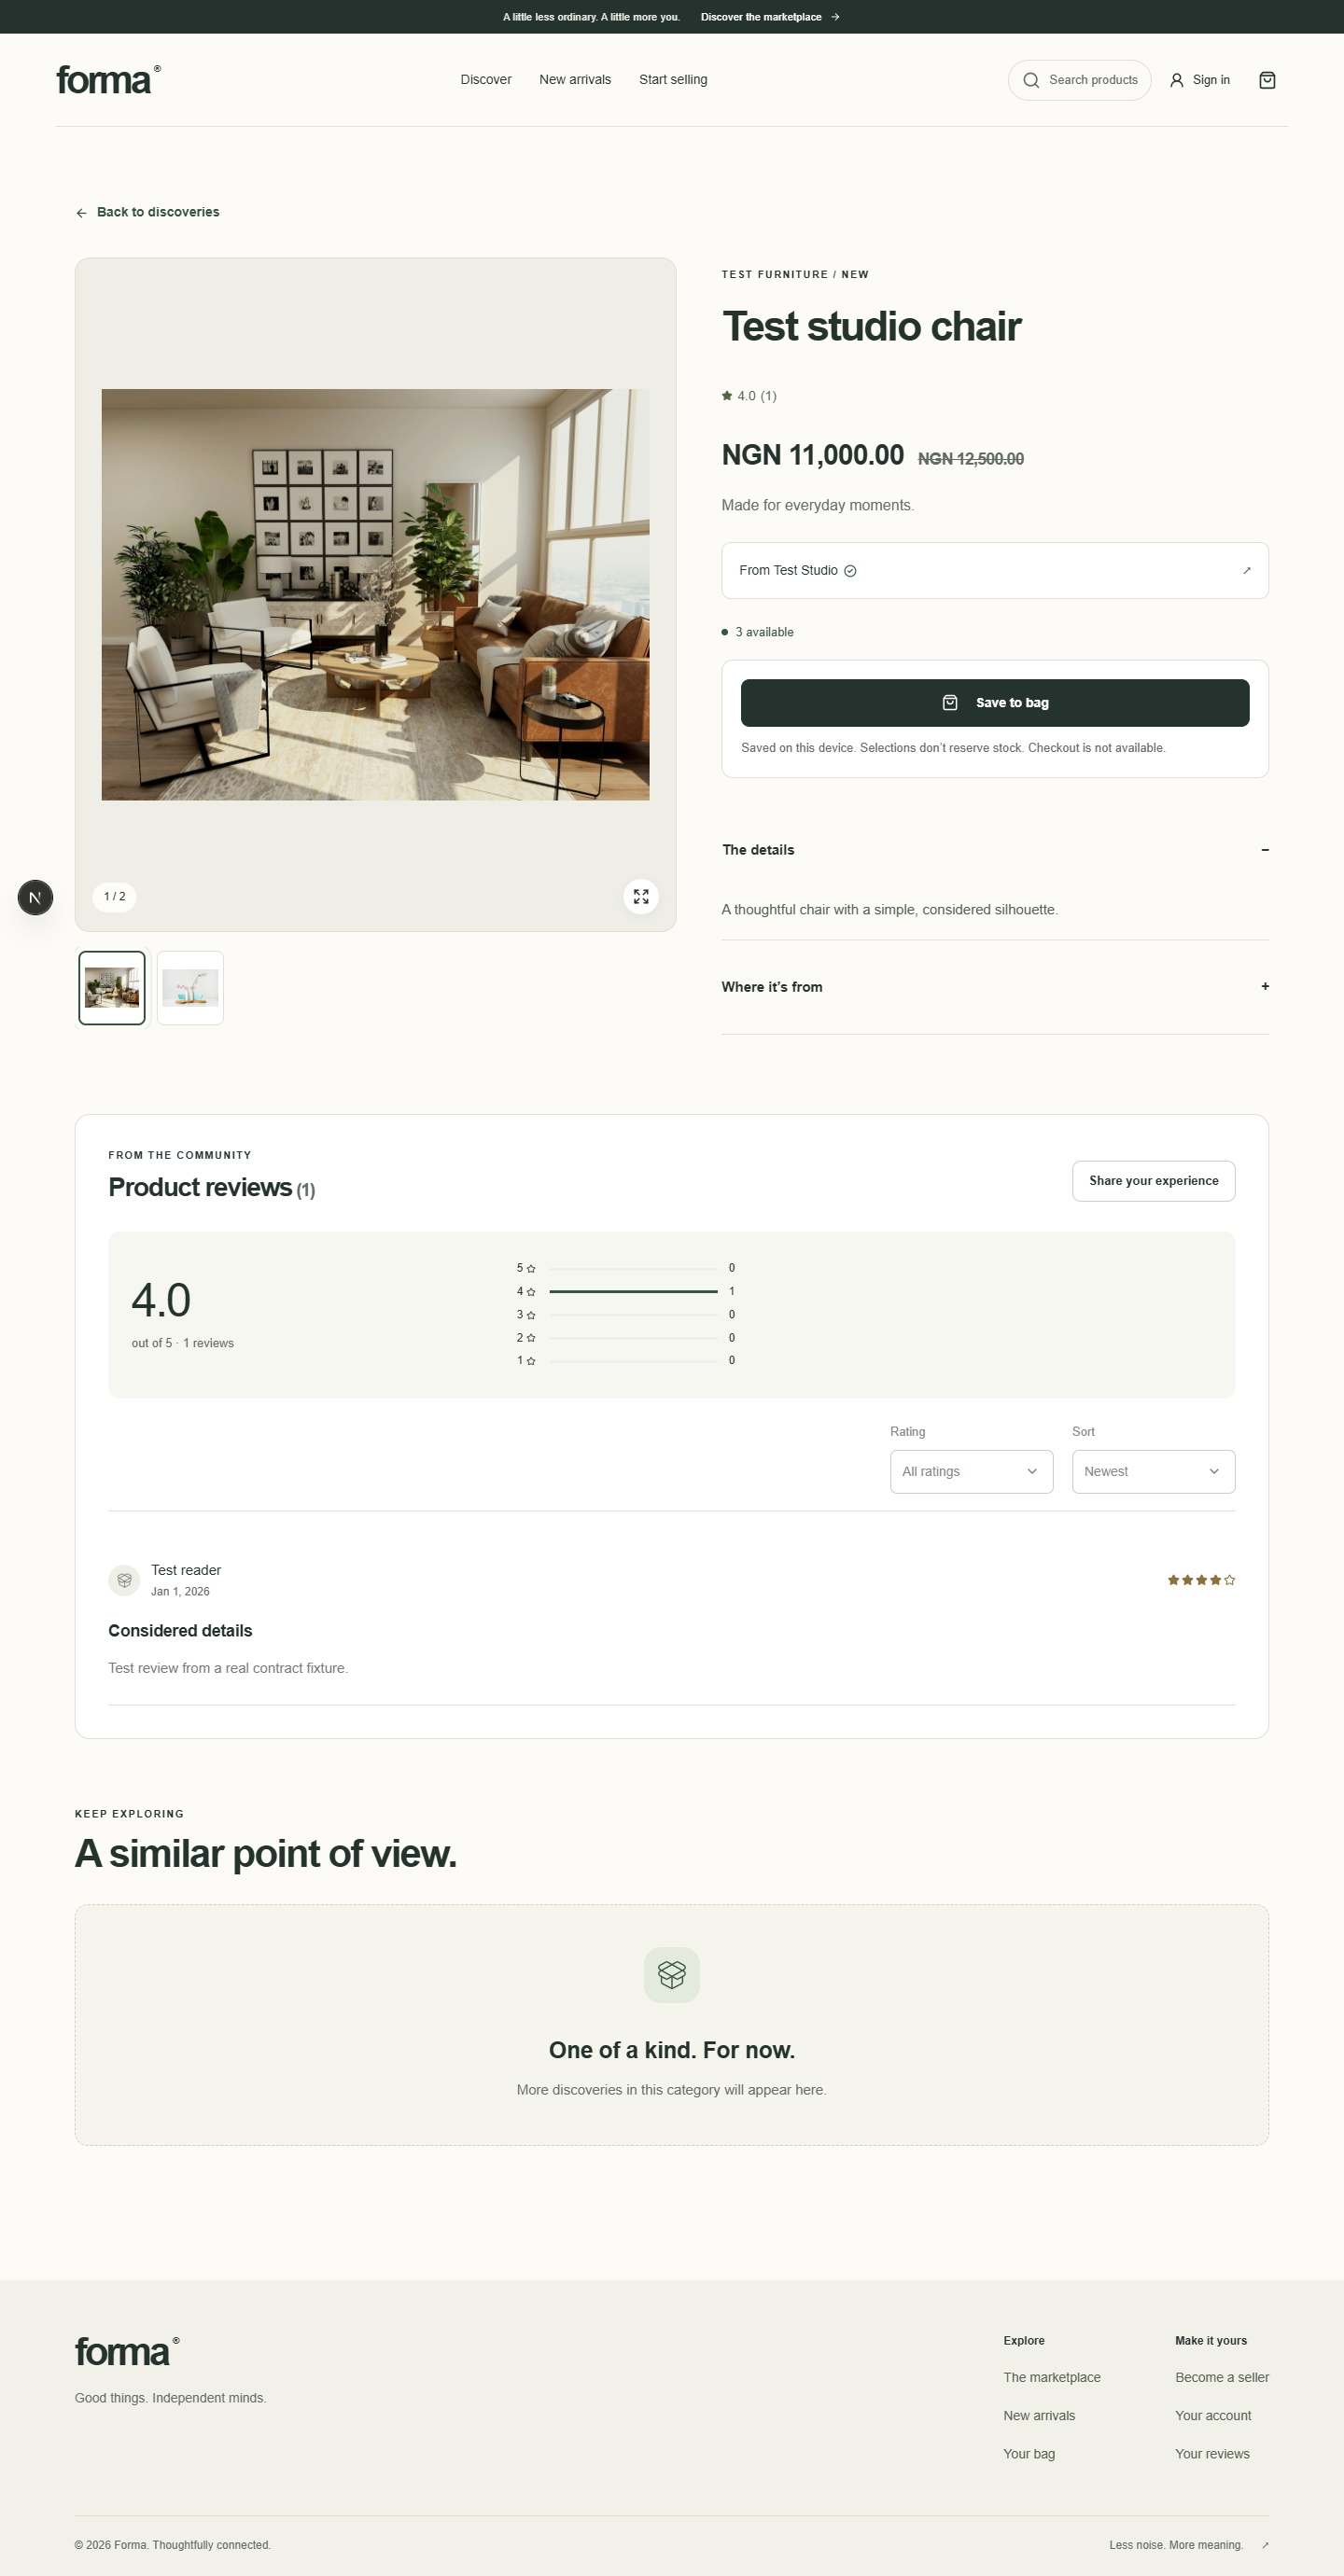 A little less ordinary. A little more you. Discover the marketplace →
forma®
Discover New arrivals Start selling
Search products Sign in
← Back to discoveries
TEST FURNITURE / NEW
Test studio chair
★ 4.0 (1)
NGN 11,000.00 NGN 12,500.00
Made for everyday moments.
From Test Studio ↗
3 available
Save to bag
Saved on this device. Selections don’t reserve stock. Checkout is not available.
The details −
A thoughtful chair with a simple, considered silhouette.
Where it’s from +
1 / 2
N
FROM THE COMMUNITY
Product reviews (1)
Share your experience
4.0
out of 5 · 1 reviews
5 ☆ 0
4 ☆ 1
3 ☆ 0
2 ☆ 0
1 ☆ 0
Rating Sort
All ratings Newest
Test reader
Jan 1, 2026
★★★★☆
Considered details
Test review from a real contract fixture.
KEEP EXPLORING
A similar point of view.
One of a kind. For now.
More discoveries in this category will appear here.
forma®
Good things. Independent minds.
Explore
The marketplace
New arrivals
Your bag
Make it yours
Become a seller
Your account
Your reviews
© 2026 Forma. Thoughtfully connected.
Less noise. More meaning. ↗